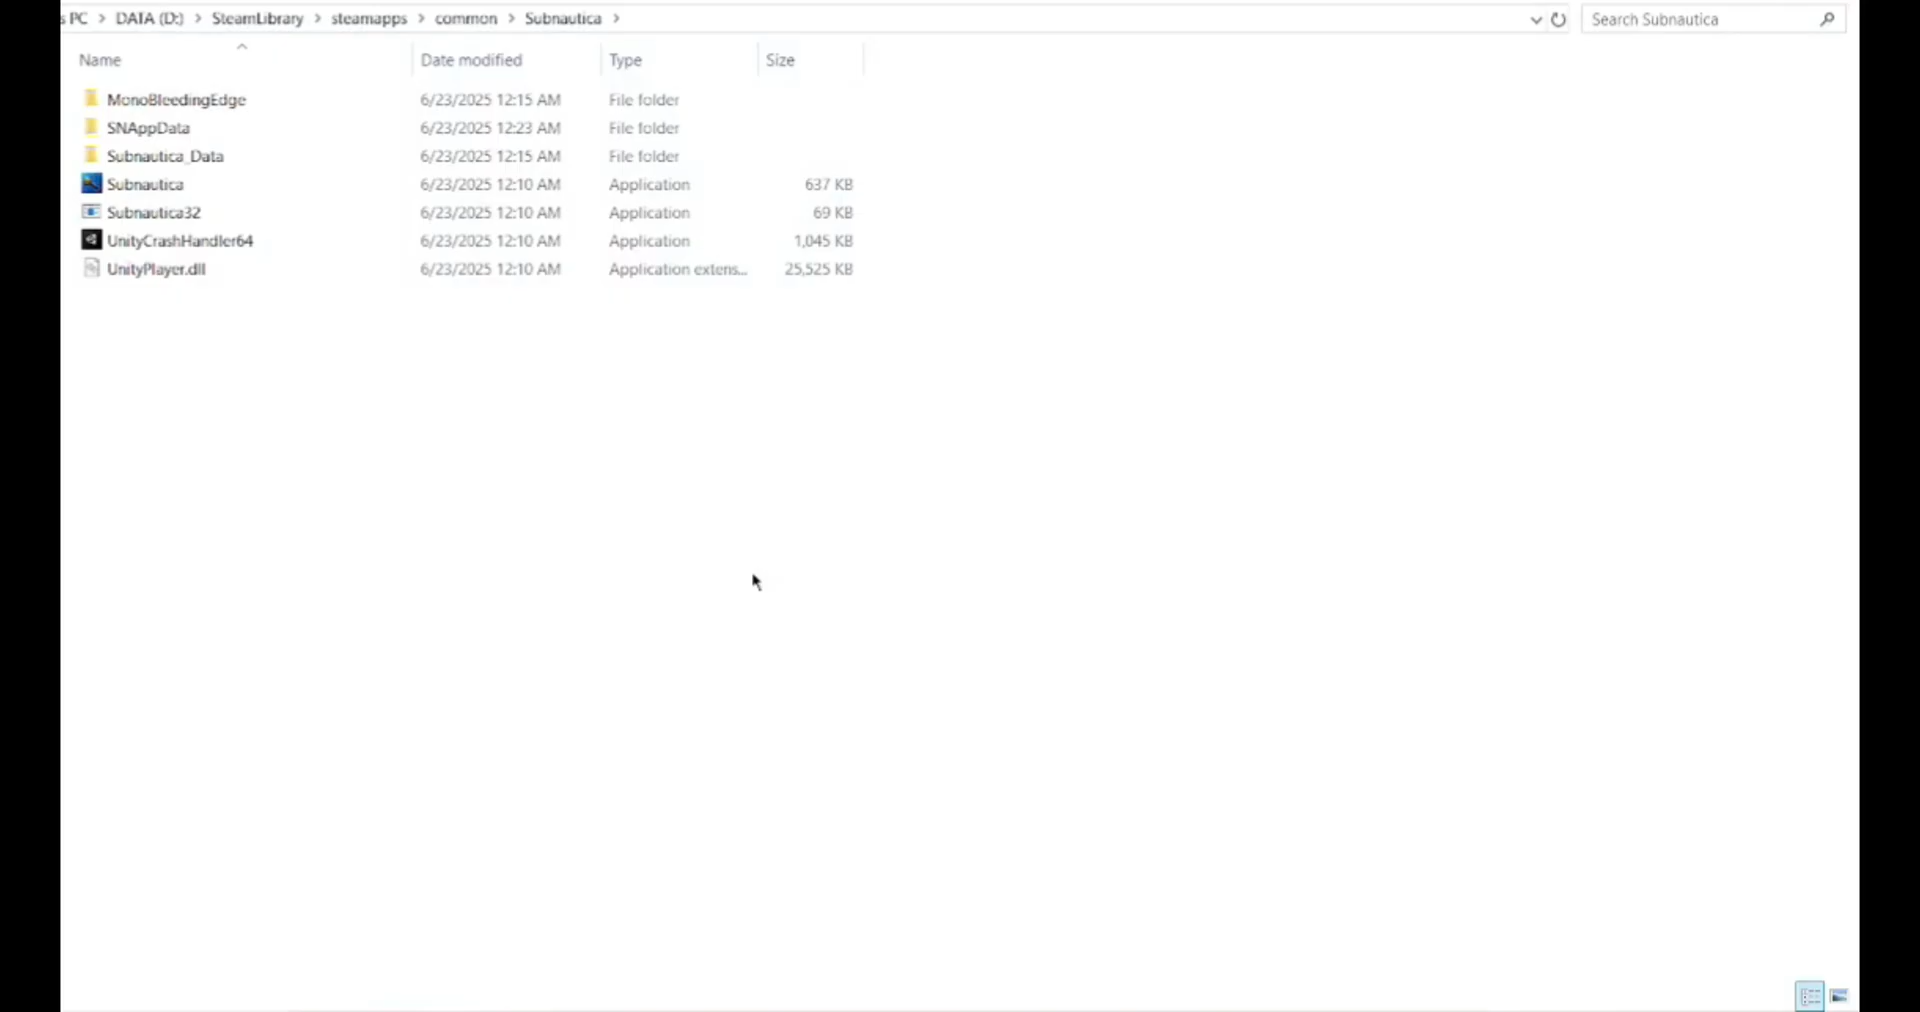 s PC > DATA (D:) > SteamLibrary > steamapps > common > Subnautica >
Search Subnautica
Name Date modified Type Size
MonoBleedingEdge 6/23/2025 12:15 AM File folder
SNAppData 6/23/2025 12:23 AM File folder
Subnautica_Data 6/23/2025 12:15 AM File folder
Subnautica 6/23/2025 12:10 AM Application 637 KB
Subnautica32 6/23/2025 12:10 AM Application 69 KB
UnityCrashHandler64 6/23/2025 12:10 AM Application 1,045 KB
UnityPlayer.dll 6/23/2025 12:10 AM Application extens... 25,525 KB